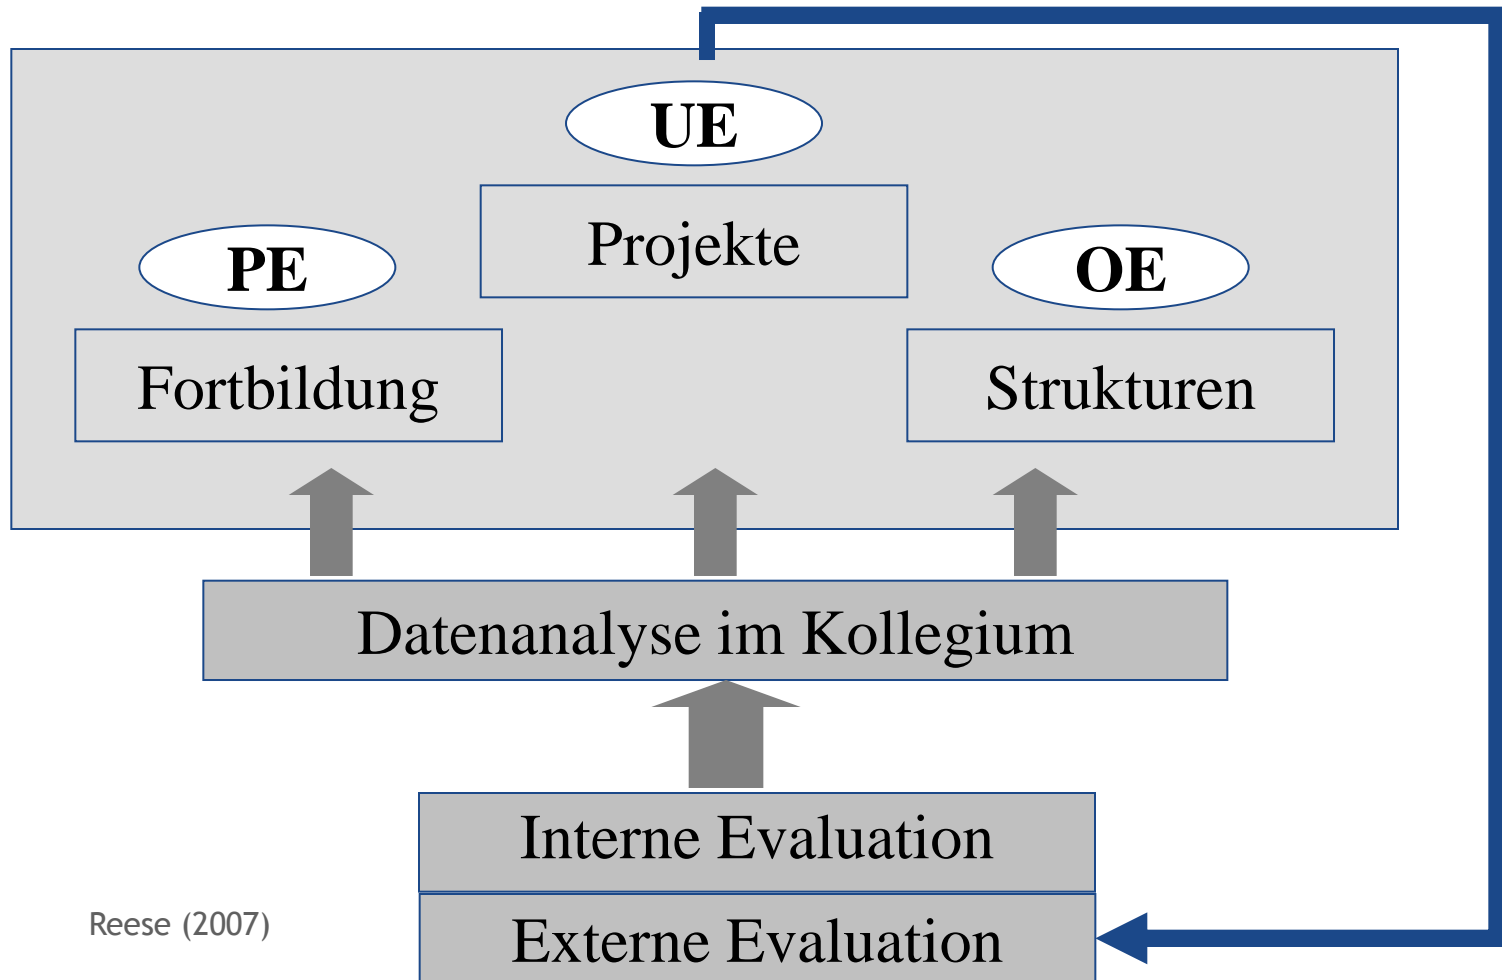 UE
Projekte
PE
OE
Fortbildung
Strukturen
Datenanalyse im Kollegium
Interne Evaluation
Externe Evaluation
Reese (2007)